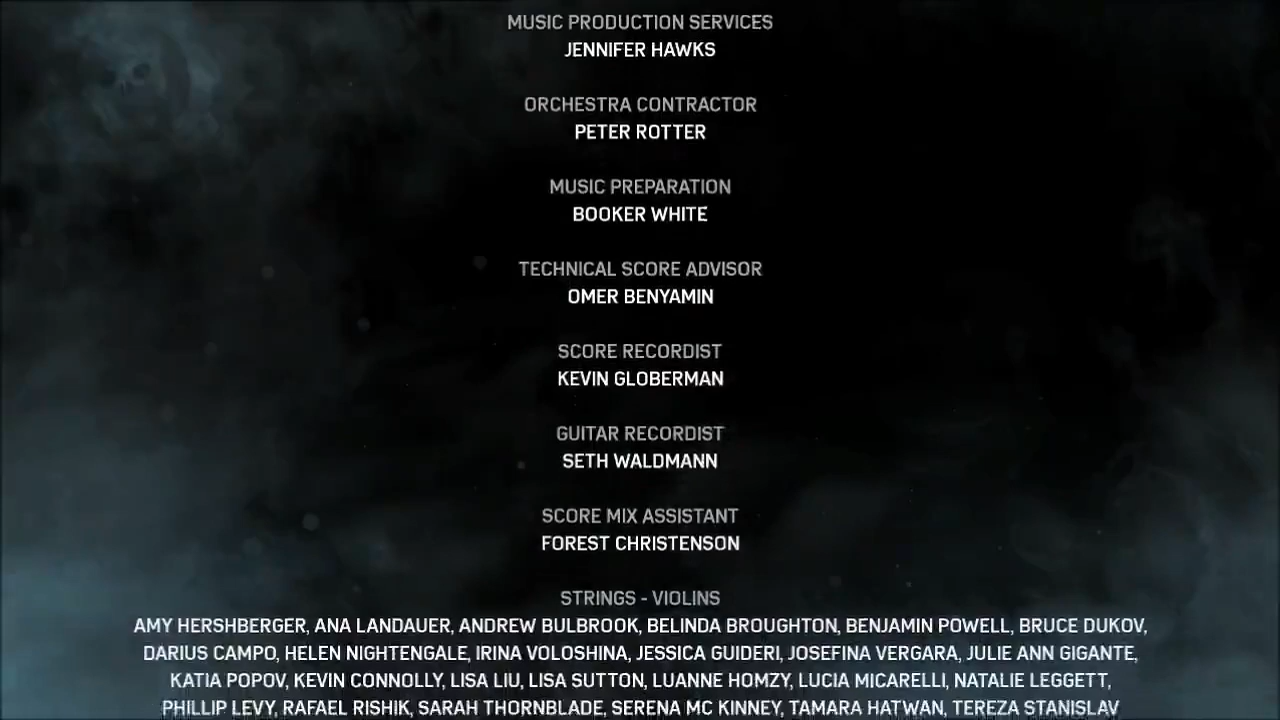 MUSIC PRODUCTION SERVICES
JENNIFER HAWKS
ORCHESTRA CONTRACTOR
PETER ROTTER
MUSIC PREPARATION
BOOKER WHITE
TECHNICAL SCORE ADVISOR
OMER BENYAMIN
SCORE RECORDIST
KEVIN GLOBERMAN
GUITAR RECORDIST
SETH WALDMANN
SCORE MIX ASSISTANT
FOREST CHRISTENSON
STRINGS - VIOLINS
AMY HERSHBERGER, ANA LANDAUER, ANDREW BULBROOK, BELINDA BROUGHTON, BENJAMIN POWELL, BRUCE DUKOV,
DARIUS CAMPO, HELEN NIGHTENGALE, IRINA VOLOSHINA, JESSICA GUIDERI, JOSEFINA VERGARA, JULIE ANN GIGANTE,
KATIA POPOV, KEVIN CONNOLLY, LISA LIU, LISA SUTTON, LUANNE HOMZY, LUCIA MICARELLI, NATALIE LEGGETT,
PHILLIP LEVY, RAFAEL RISHIK, SARAH THORNBLADE, SERENA MC KINNEY, TAMARA HATWAN, TEREZA STANISLAV